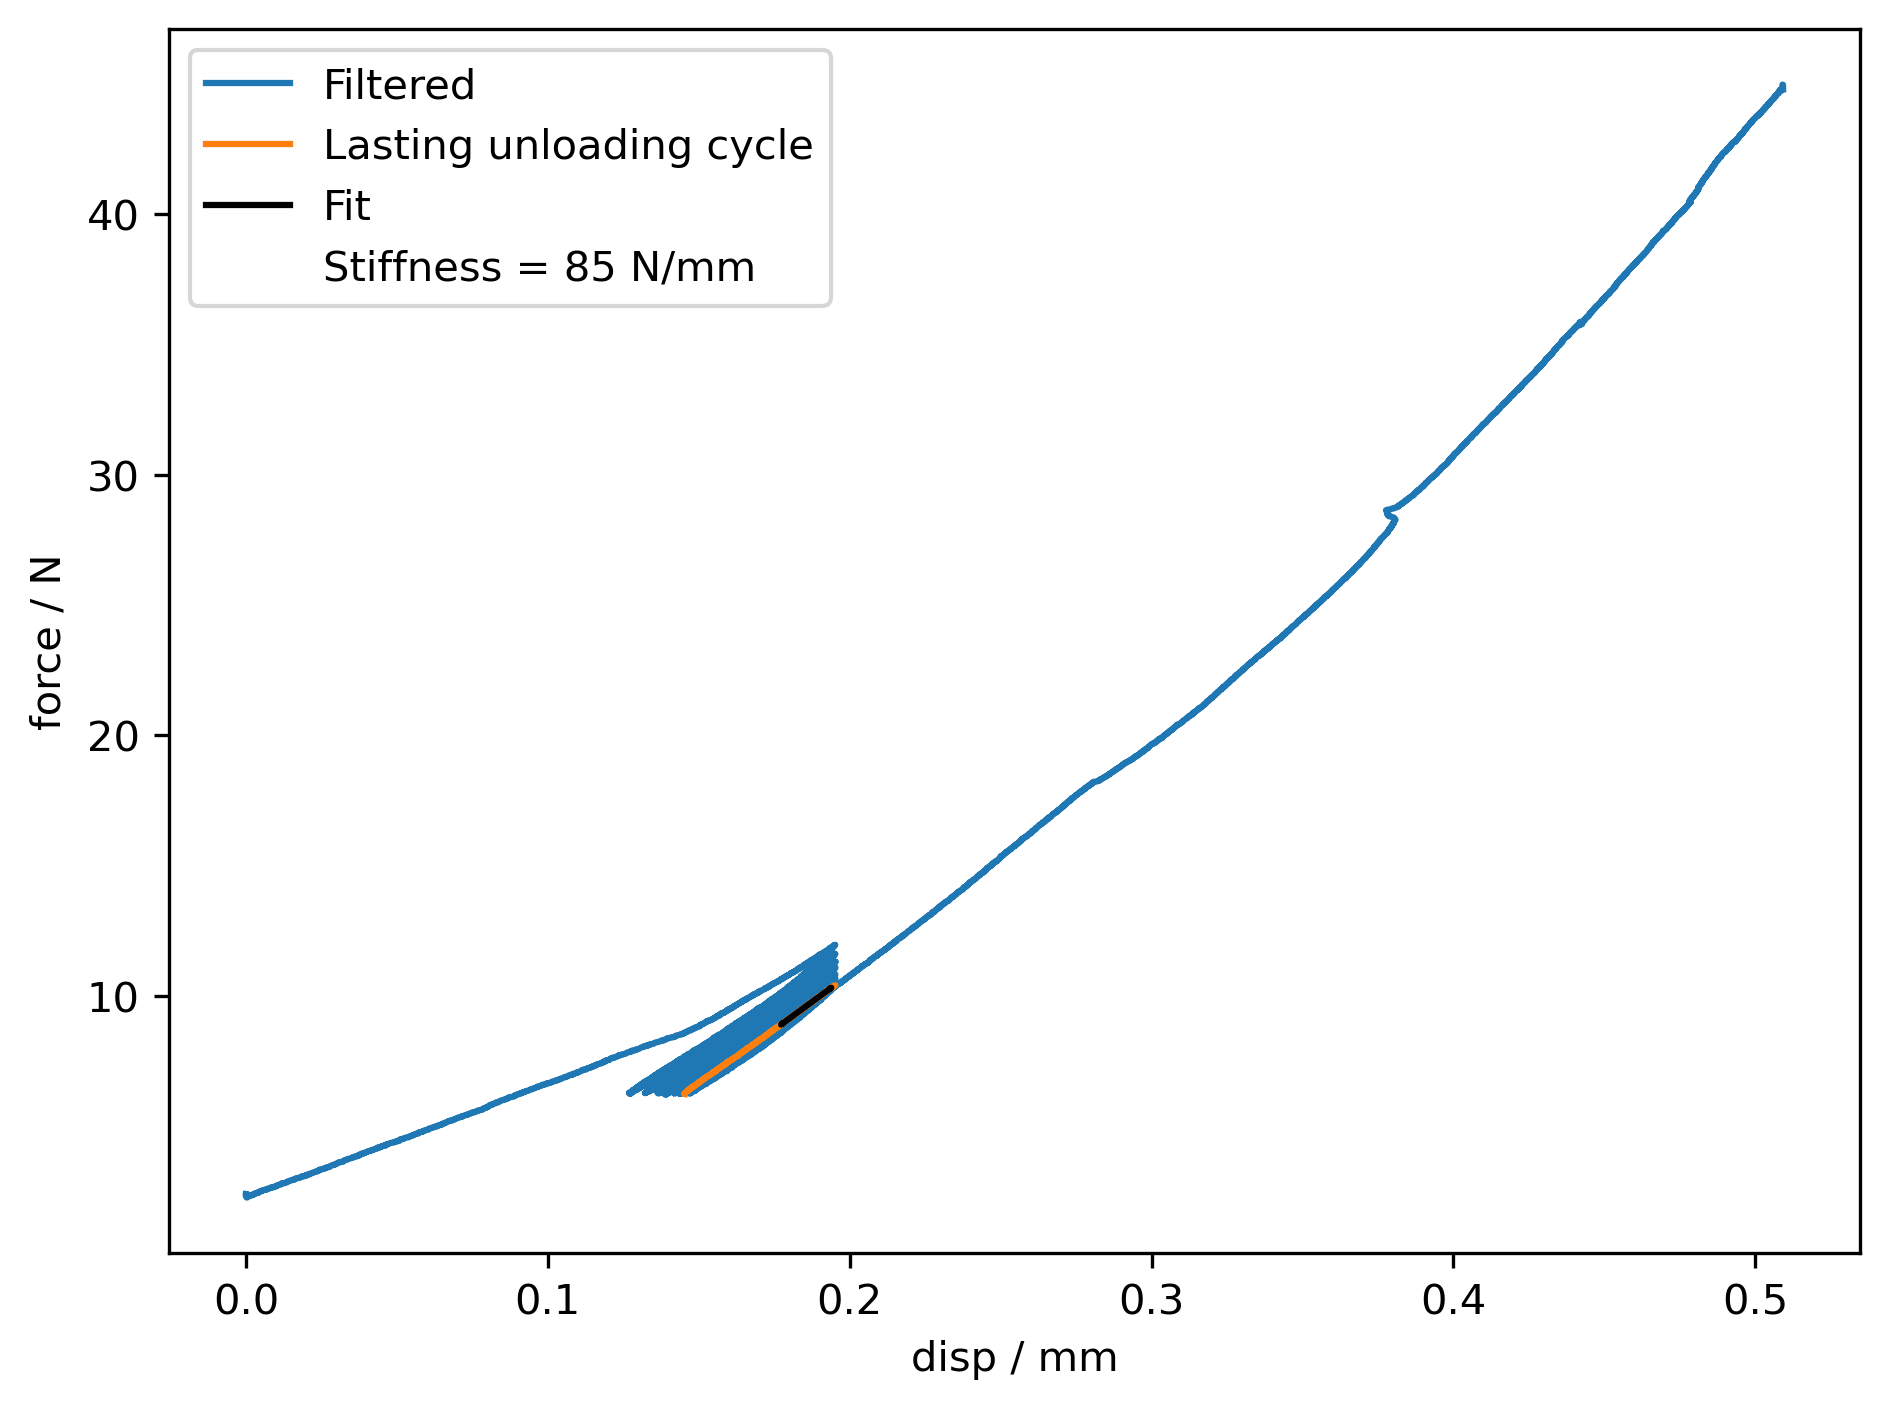 Filtered
Lasting unloading cycle
Fit
Stiffness = 85 N/mm
40
30
20
10
force / N
0.0 0.1 0.2 0.3 0.4 0.5
disp / mm